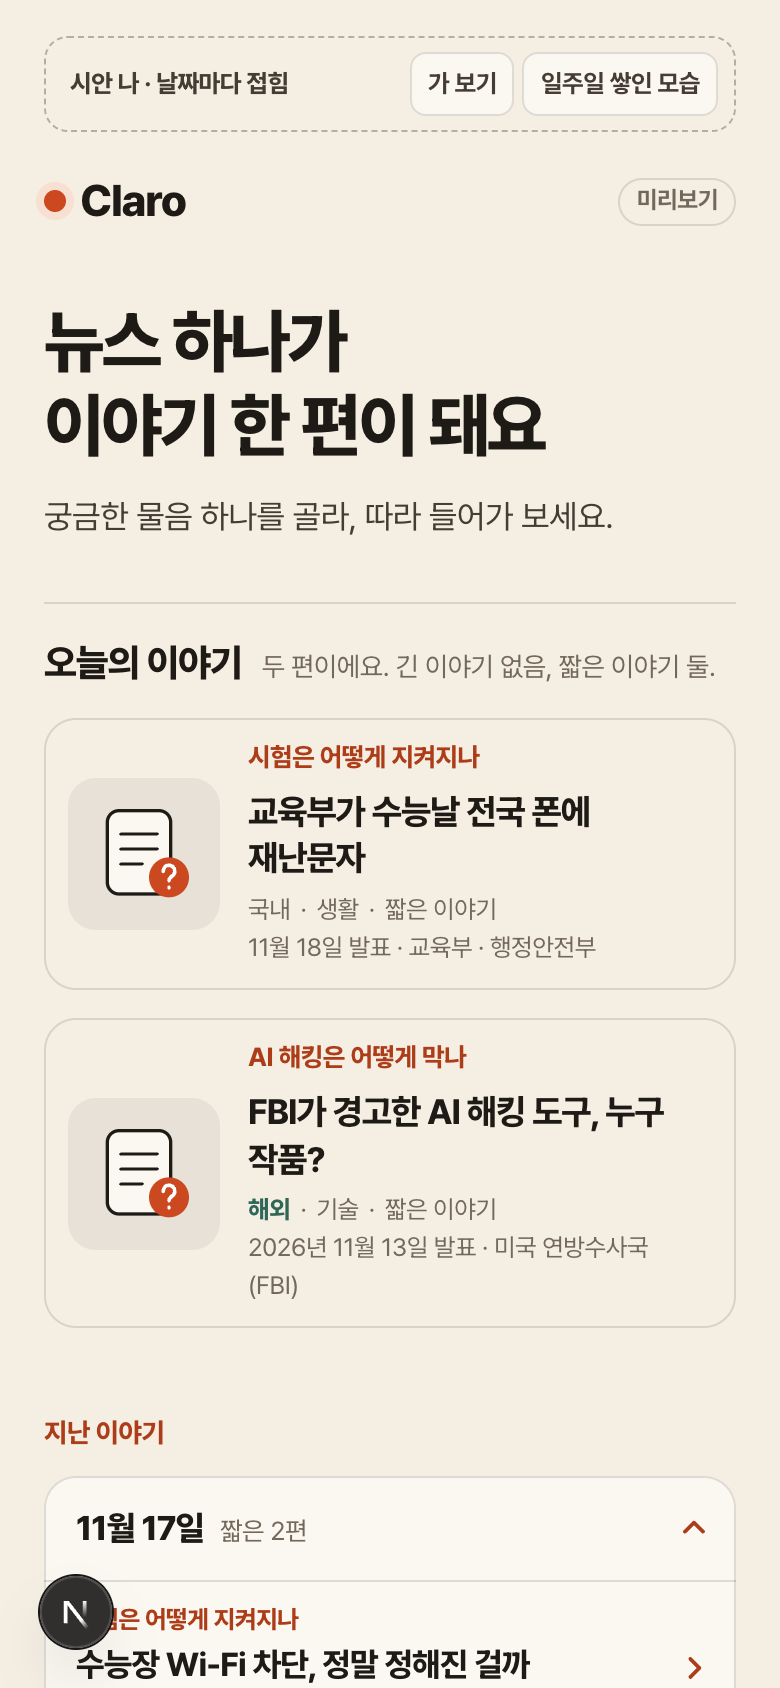 시안 나 · 날짜마다 접힘
가 보기
일주일 쌓인 모습
Claro
미리보기
뉴스 하나가
이야기 한 편이 돼요
궁금한 물음 하나를 골라, 따라 들어가 보세요.
오늘의 이야기
두 편이에요. 긴 이야기 없음, 짧은 이야기 둘.
시험은 어떻게 지켜지나
교육부가 수능날 전국 폰에
재난문자
국내 · 생활 · 짧은 이야기
11월 18일 발표 · 교육부 · 행정안전부
?
AI 해킹은 어떻게 막나
FBI가 경고한 AI 해킹 도구, 누구
작품?
해외 · 기술 · 짧은 이야기
2026년 11월 13일 발표 · 미국 연방수사국
(FBI)
?
지난 이야기
11월 17일 짧은 2편
은 어떻게 지켜지나
수능장 Wi-Fi 차단, 정말 정해진 걸까
N